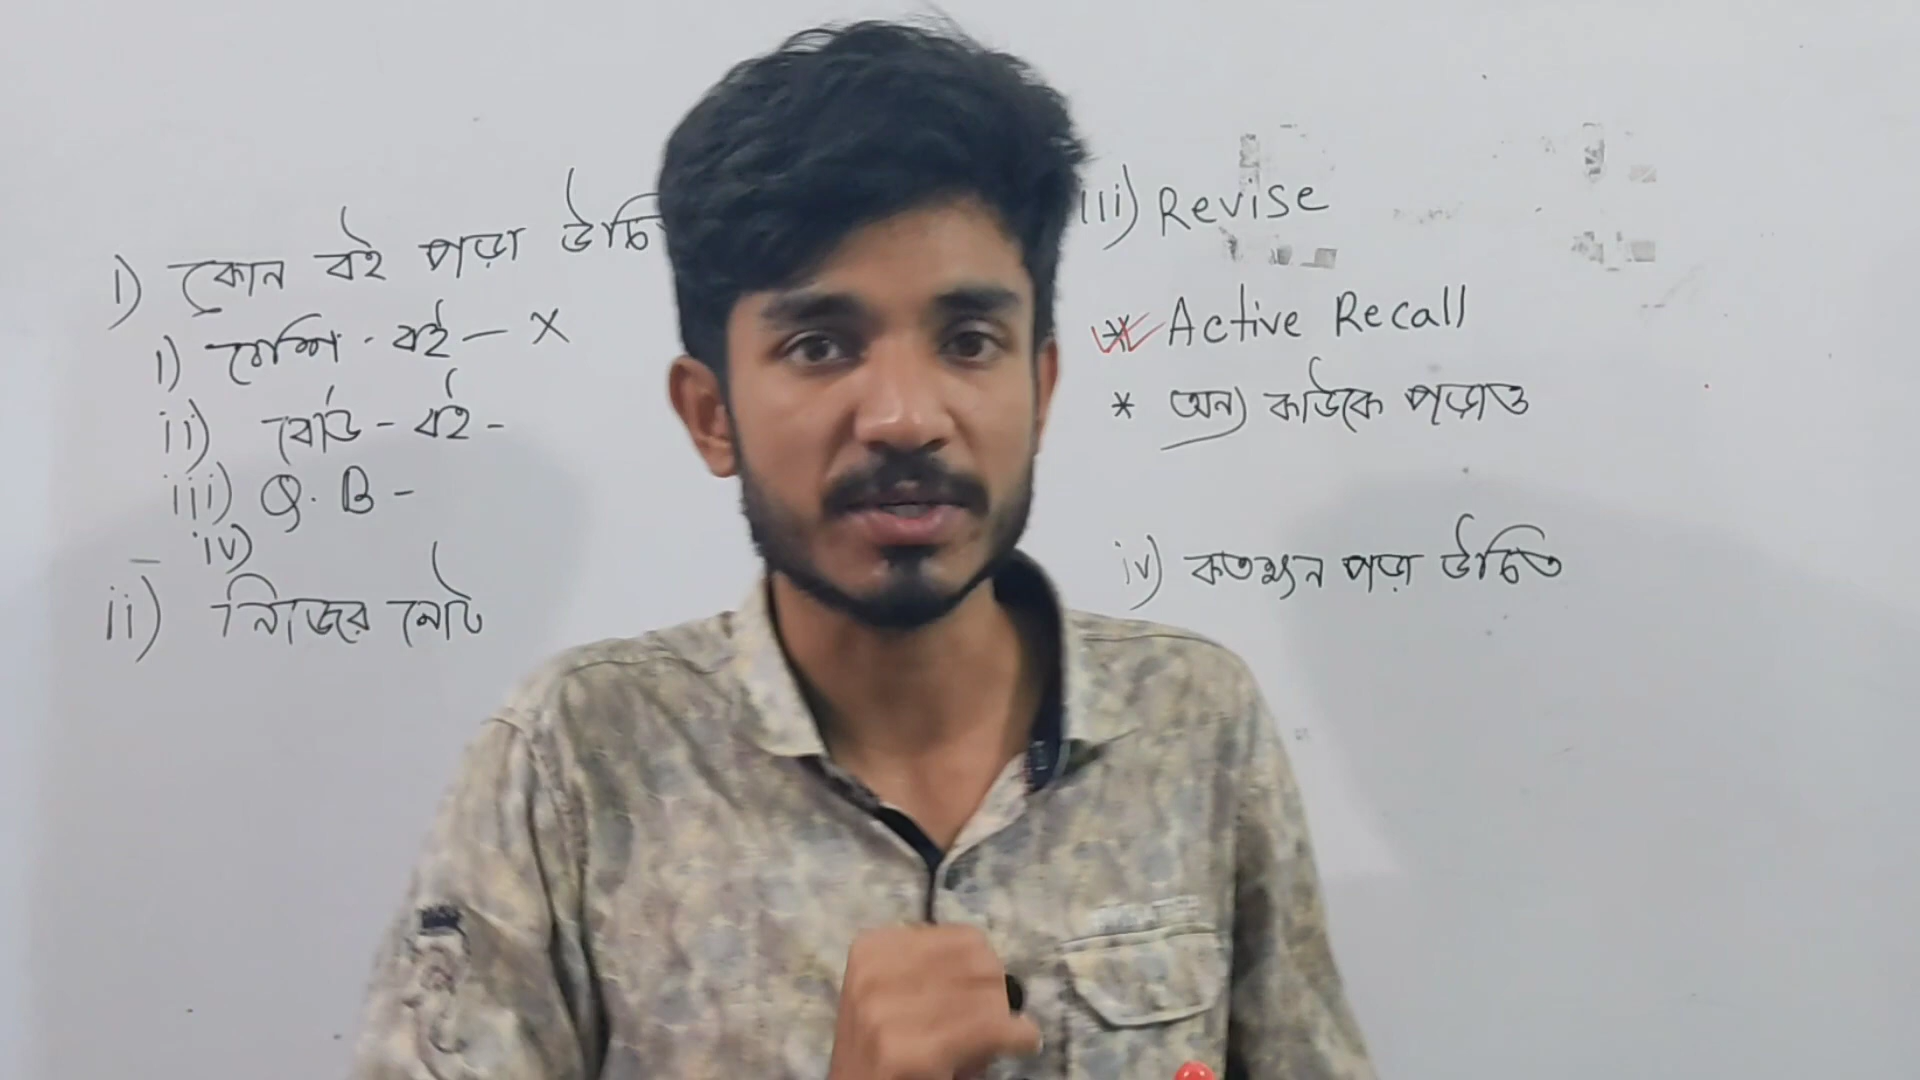 i) কোন বই পড়া উচি
i) বেশি - বই - X
ii) বোর্ড - বই -
iii) Q. B -
iv)
ii) নিজের নোট
iii) Revise
* Active Recall
* অন্য কাউকে পড়াও
iv) কতক্ষন পড়া উচিত